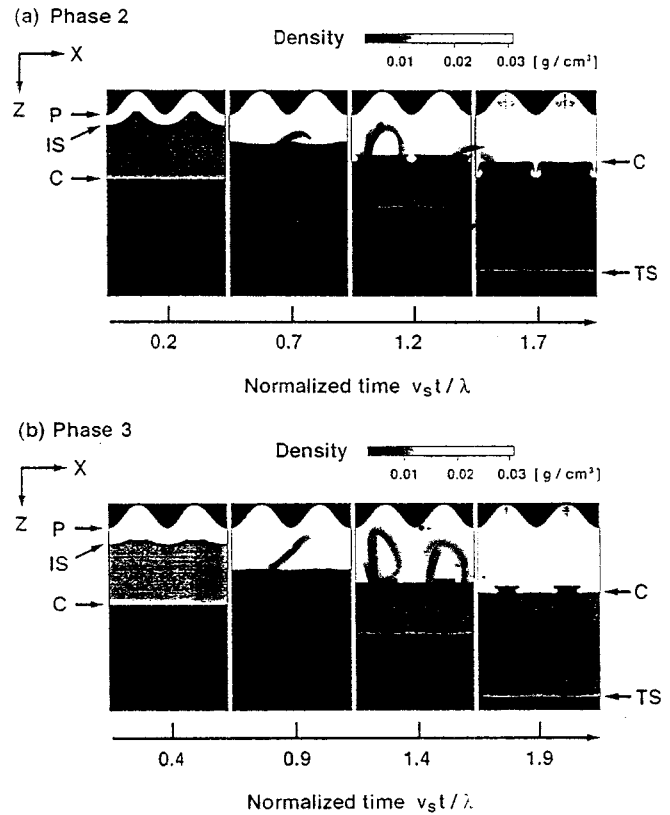 (a) Phase 2
Density
0.01 0.02 0.03 [ g / cm³ ]
X
Z
P
IS
C
C
TS
0.2 0.7 1.2 1.7
Normalized time vₛt / λ
(b) Phase 3
Density
0.01 0.02 0.03 [ g / cm³ ]
X
Z
P
IS
C
C
TS
0.4 0.9 1.4 1.9
Normalized time vₛt / λ